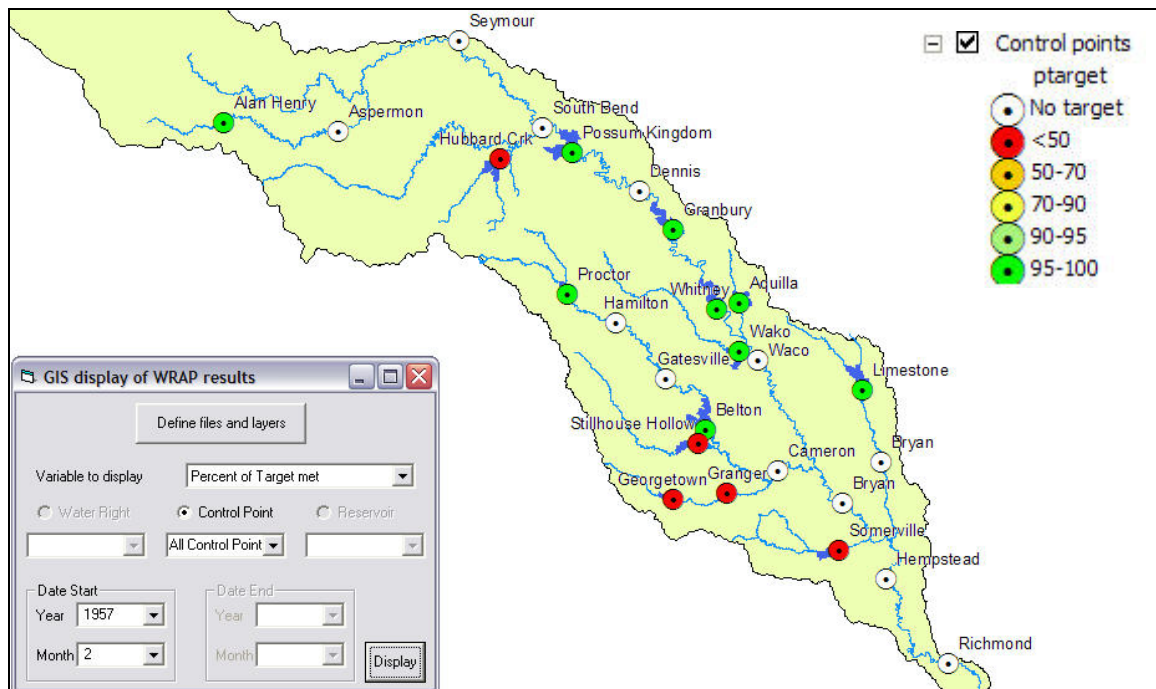 Seymour
Control points
ptarget
No target
<50
50-70
70-90
90-95
95-100
Alan Henry
Aspermon
South Bend
Possum Kingdom
Hubbard Crk
Dennis
Granbury
Proctor
Hamilton
Whitney
Aquilla
Wako
Waco
Gatesville
Limestone
Belton
Stillhouse Hollow
Cameron
Bryan
Georgetown
Granger
Bryan
Somerville
Hempstead
Richmond
GIS display of WRAP results
Define files and layers
Variable to display
Percent of Target met
Water Right
Control Point
Reservoir
All Control Point
Date Start
Date End
Year
1957
Year
Month
2
Month
Display